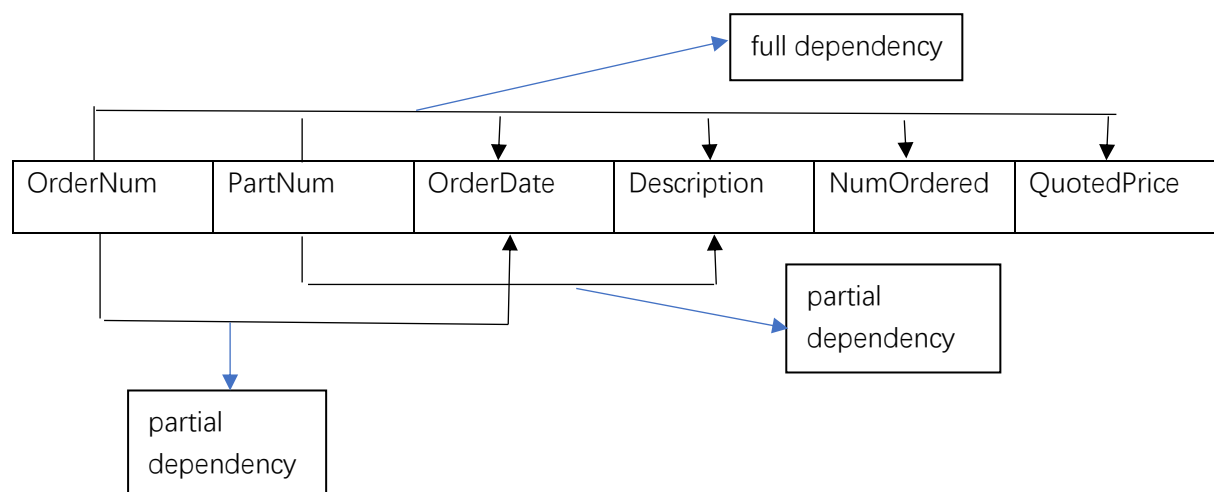 full dependency
OrderNum PartNum OrderDate Description NumOrdered QuotedPrice
partial
dependency
partial
dependency